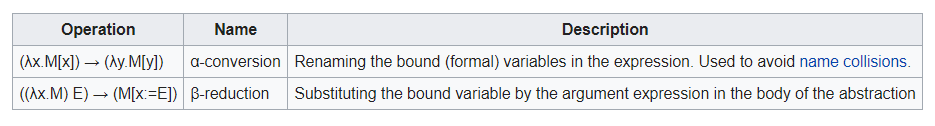 Operation Name Description
(λx.M[x]) → (λy.M[y]) α-conversion Renaming the bound (formal) variables in the expression. Used to avoid name collisions.
((λx.M) E) → (M[x:=E]) β-reduction Substituting the bound variable by the argument expression in the body of the abstraction